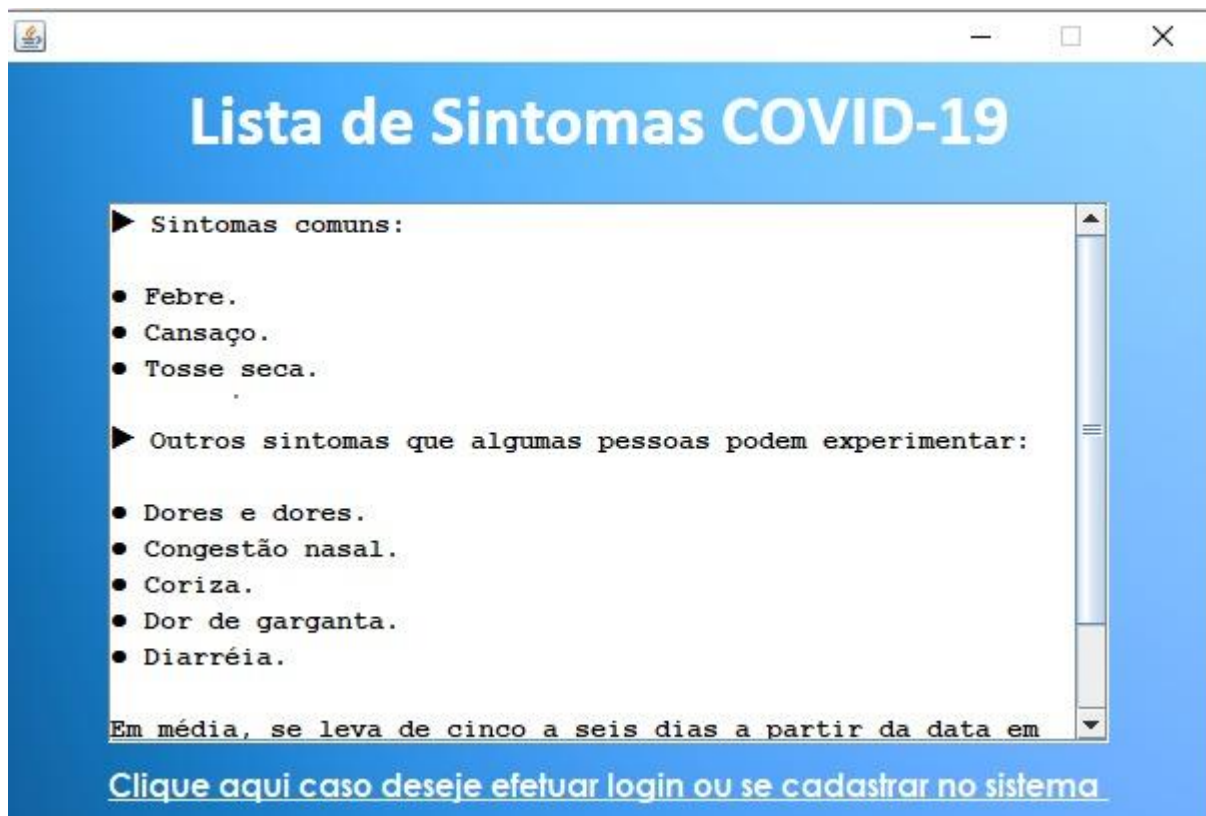 Lista de Sintomas COVID-19
► Sintomas comuns:
● Febre.
● Cansaço.
● Tosse seca.
► Outros sintomas que algumas pessoas podem experimentar:
● Dores e dores.
● Congestão nasal.
● Coriza.
● Dor de garganta.
● Diarréia.
Em média, se leva de cinco a seis dias a partir da data em
Clique aqui caso deseje efetuar login ou se cadastrar no sistema